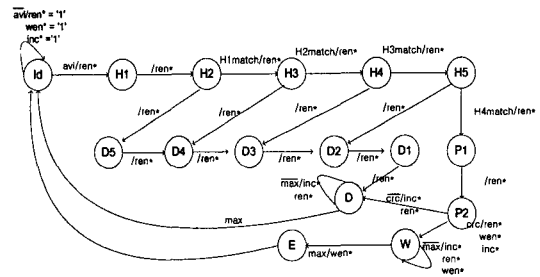 avi/ren* = '1'
wen* = '1'
inc* ='1'
Id
avi/ren*
H1
/ren*
H2
H1match/ren*
H3
H2match/ren*
H4
H3match/ren*
H5
/ren*
/ren*
/ren*
/ren*
H4match/ren*
D5
/ren*
D4
/ren*
D3
/ren*
D2
/ren*
D1
P1
/ren*
/ren*
max/inc*
ren*
D
crc/inc*
ren*
P2
crc/ren*
wen*
inc*
max
E
max/wen*
W
max/inc*
ren*
wen*